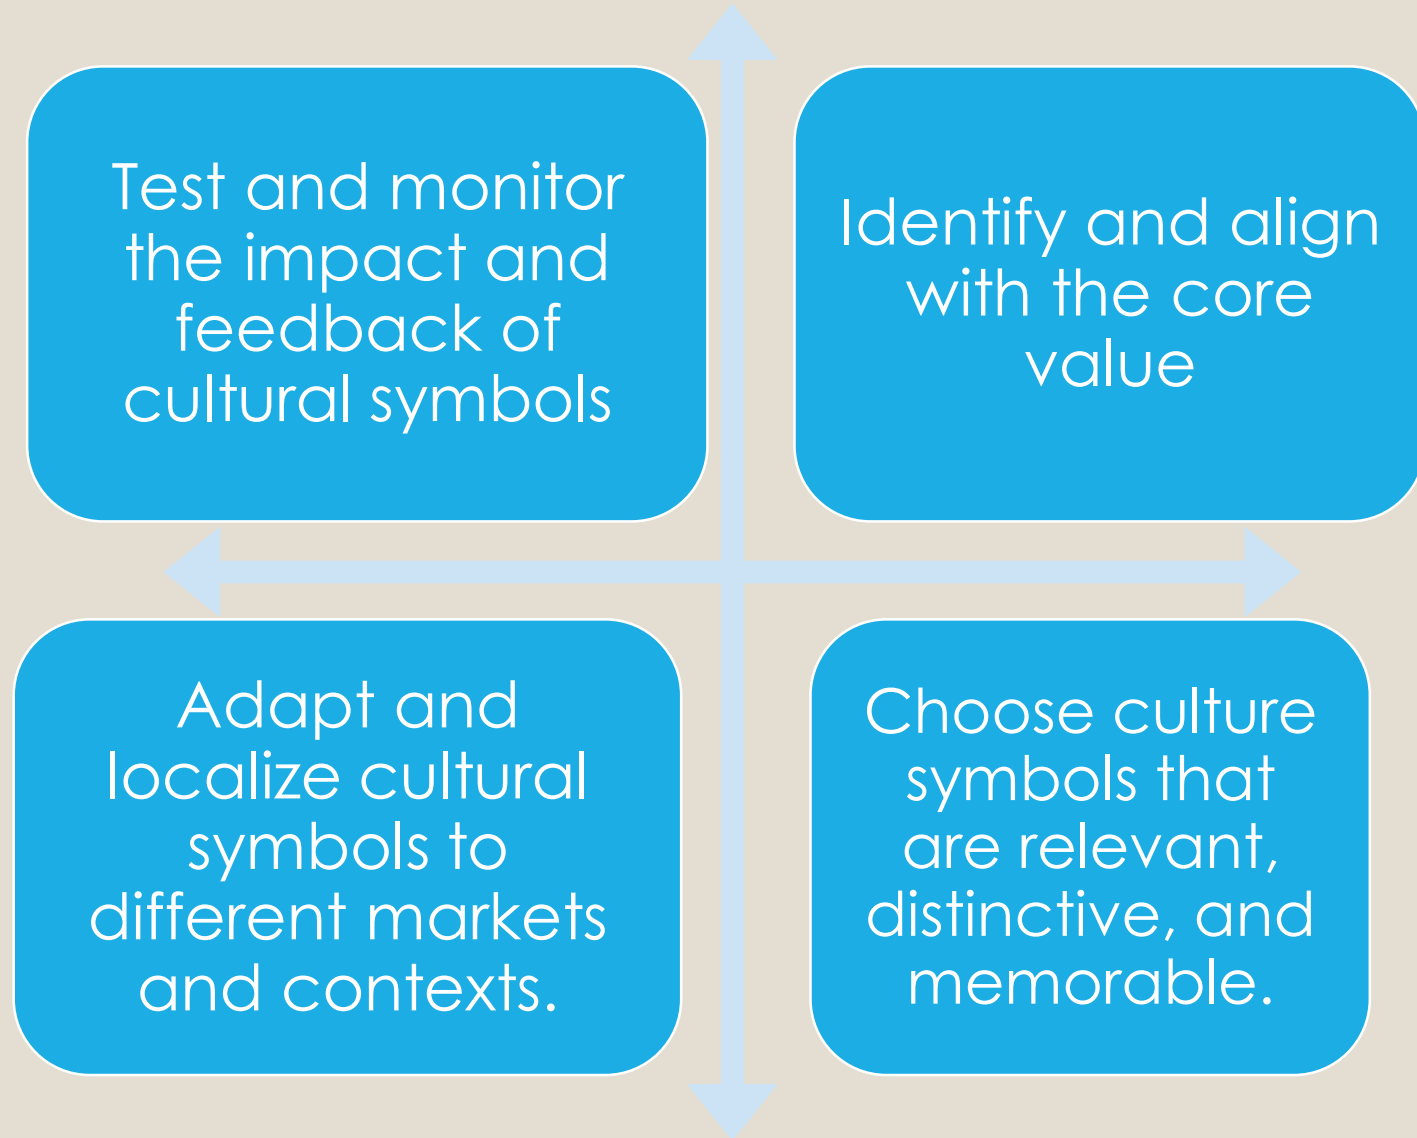 Test and monitor
the impact and
feedback of
cultural symbols
Identify and align
with the core
value
Adapt and
localize cultural
symbols to
different markets
and contexts.
Choose culture
symbols that
are relevant,
distinctive, and
memorable.